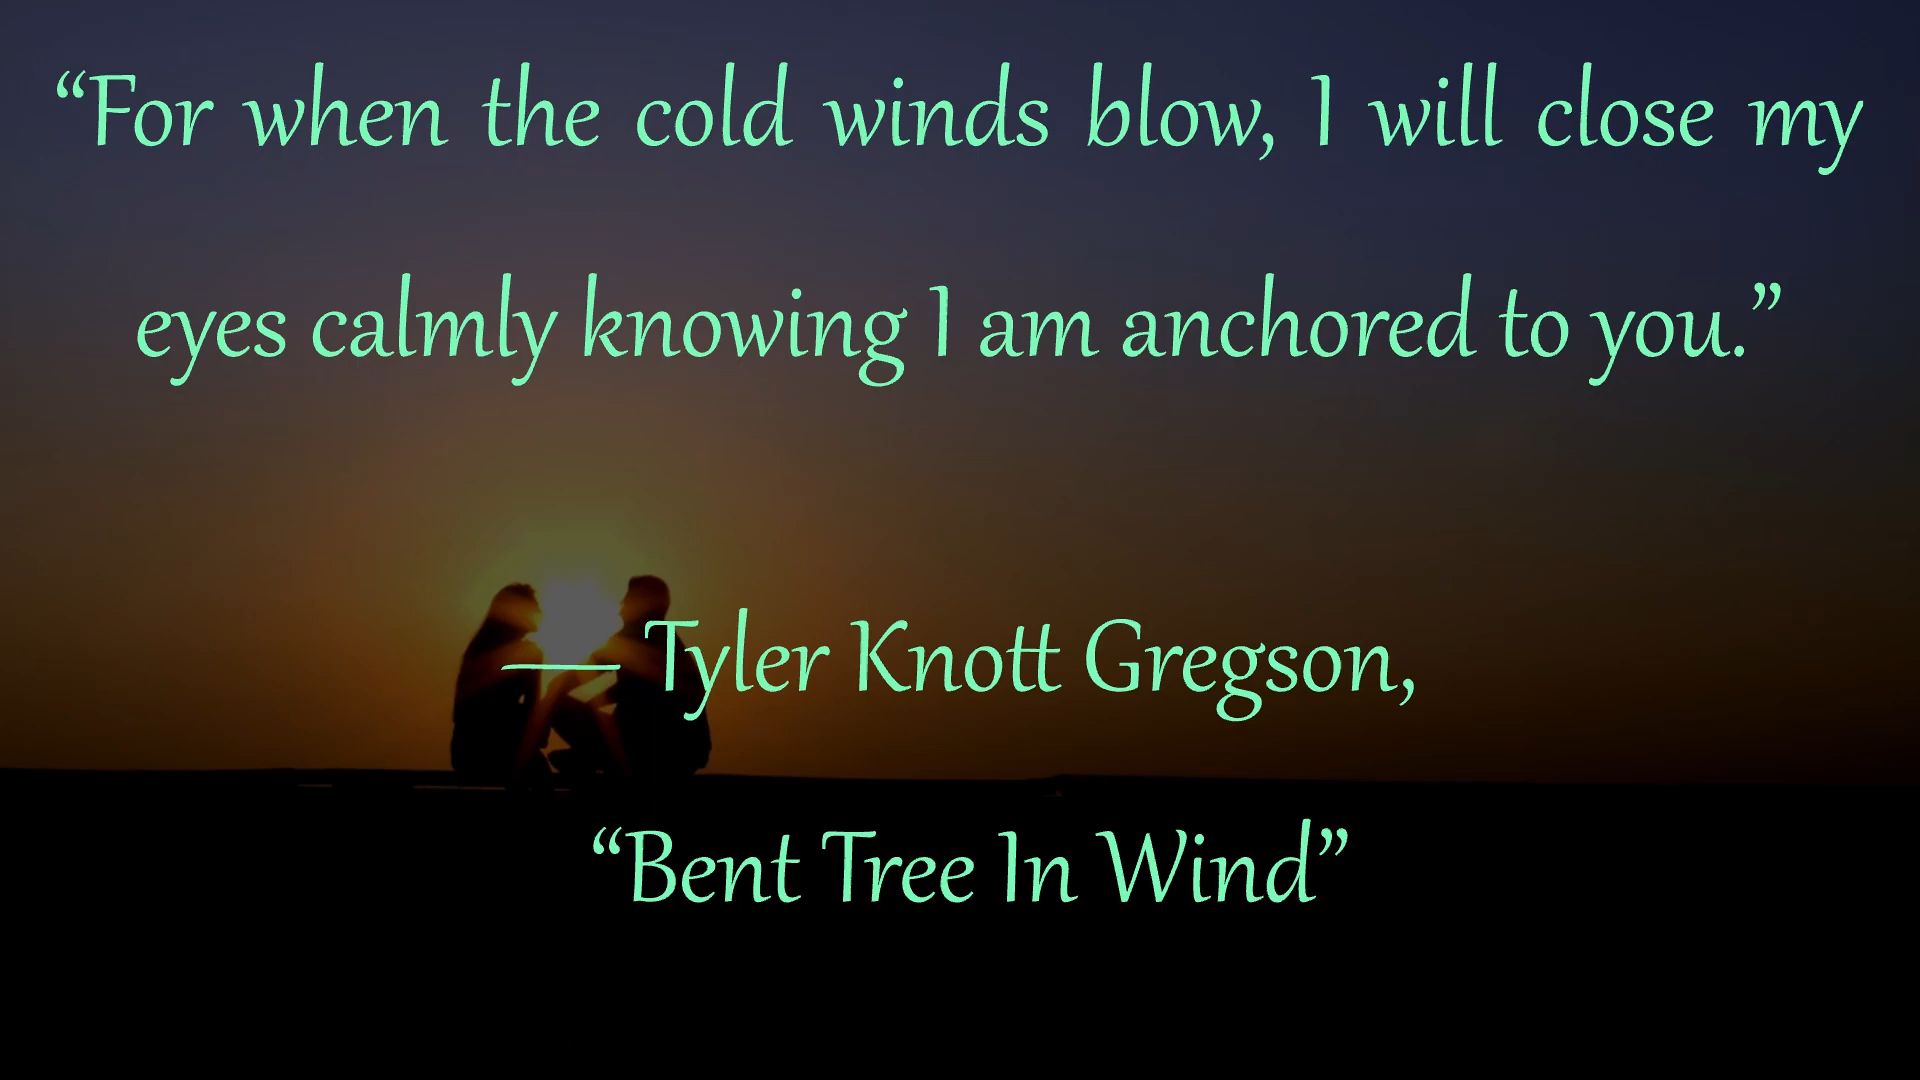 “For when the cold winds blow, I will close my
eyes calmly knowing I am anchored to you.”
— Tyler Knott Gregson,
“Bent Tree In Wind”